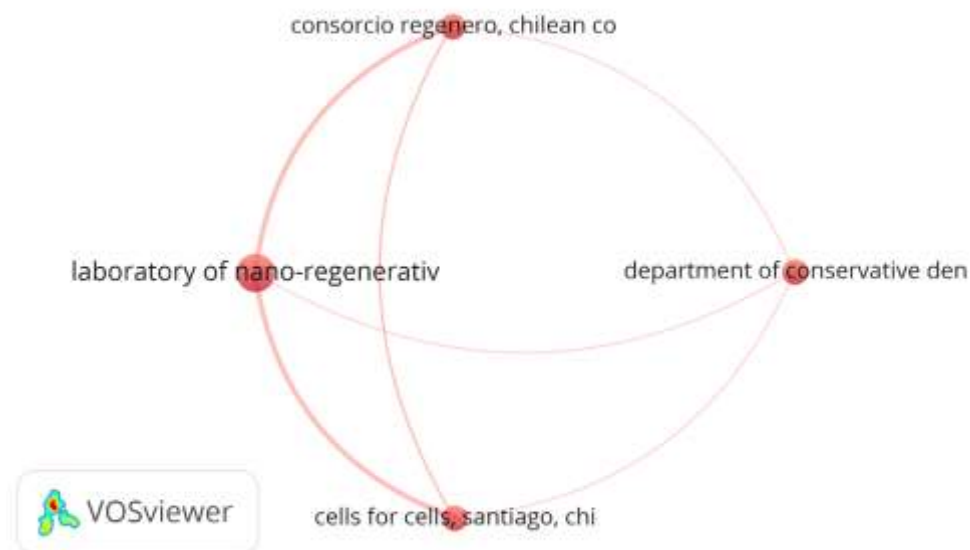 consorcio regenero, chilean co
laboratory of nano-regenerativ
department of conservative den
cells for cells, santiago, chi
VOSviewer